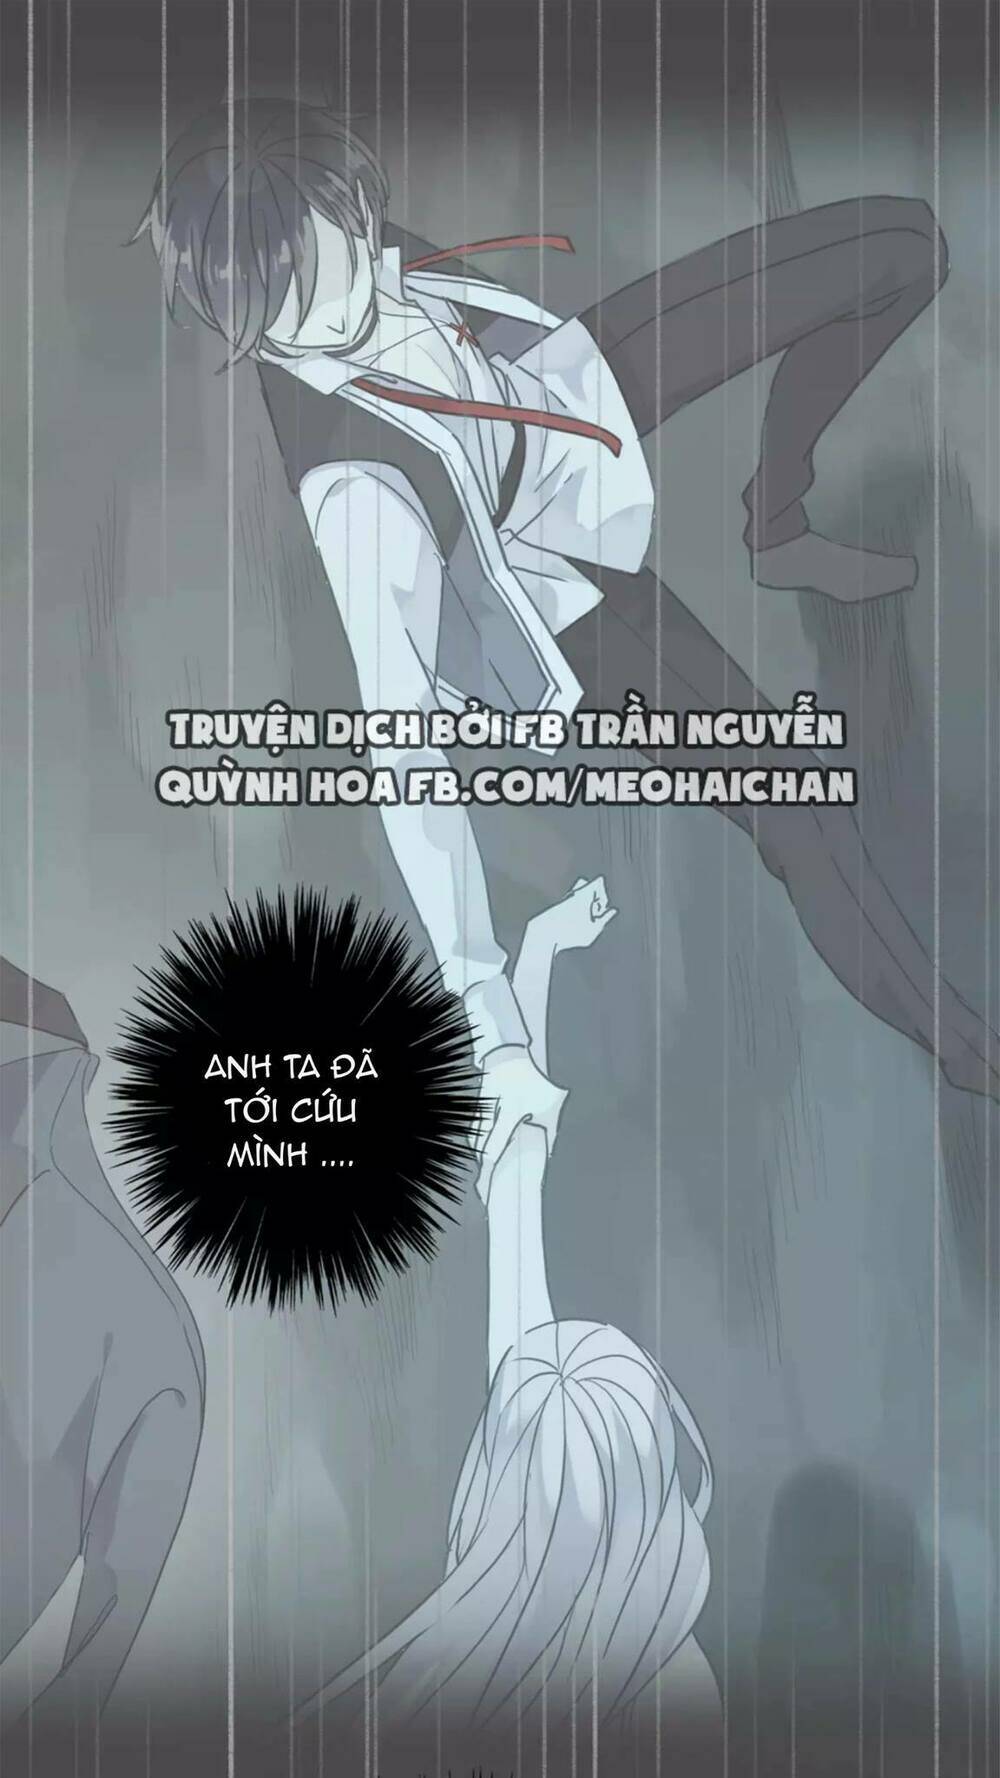 TRUYỆN DỊCH BỞI FB TRẦN NGUYỄN
QUỲNH HOA FB.COM/MEOHAICHAN
ANH TA ĐÃ
TỚI CỨU
MÌNH ....